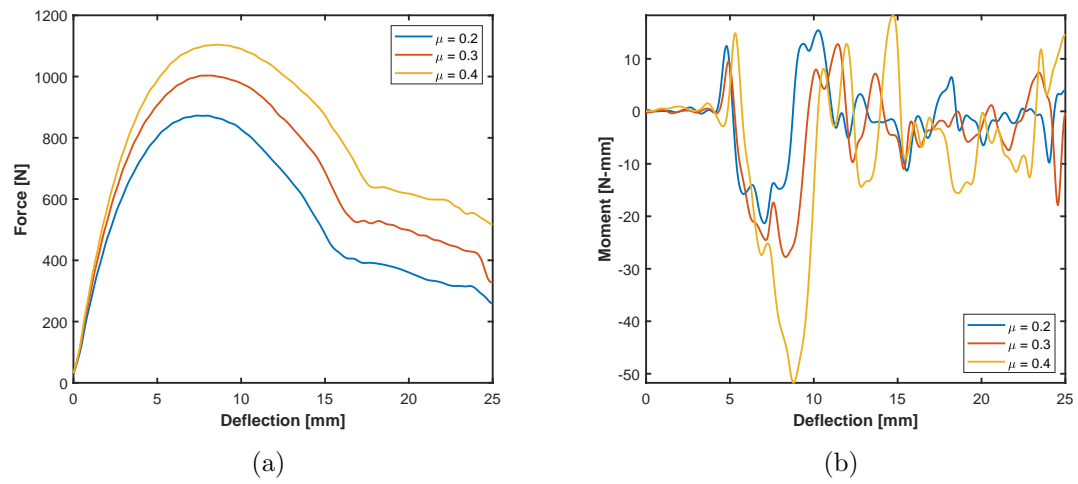 1200
1000
800
600
400
200
0
0
5
10
15
20
25
Force [N]
Deflection [mm]
μ = 0.2
μ = 0.3
μ = 0.4
(a)
10
0
-10
-20
-30
-40
-50
0
5
10
15
20
25
Moment [N-mm]
Deflection [mm]
μ = 0.2
μ = 0.3
μ = 0.4
(b)